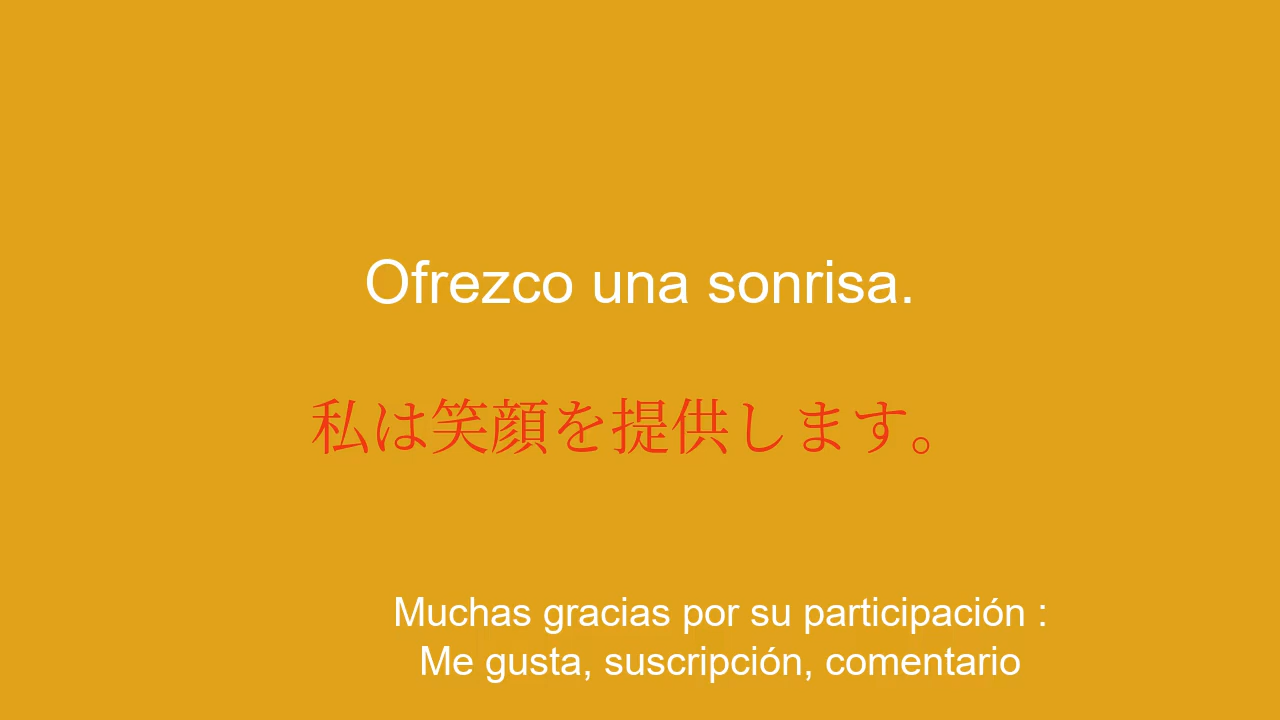 Ofrezco una sonrisa.
私は笑顔を提供します。
Muchas gracias por su participación :
Me gusta, suscripción, comentario